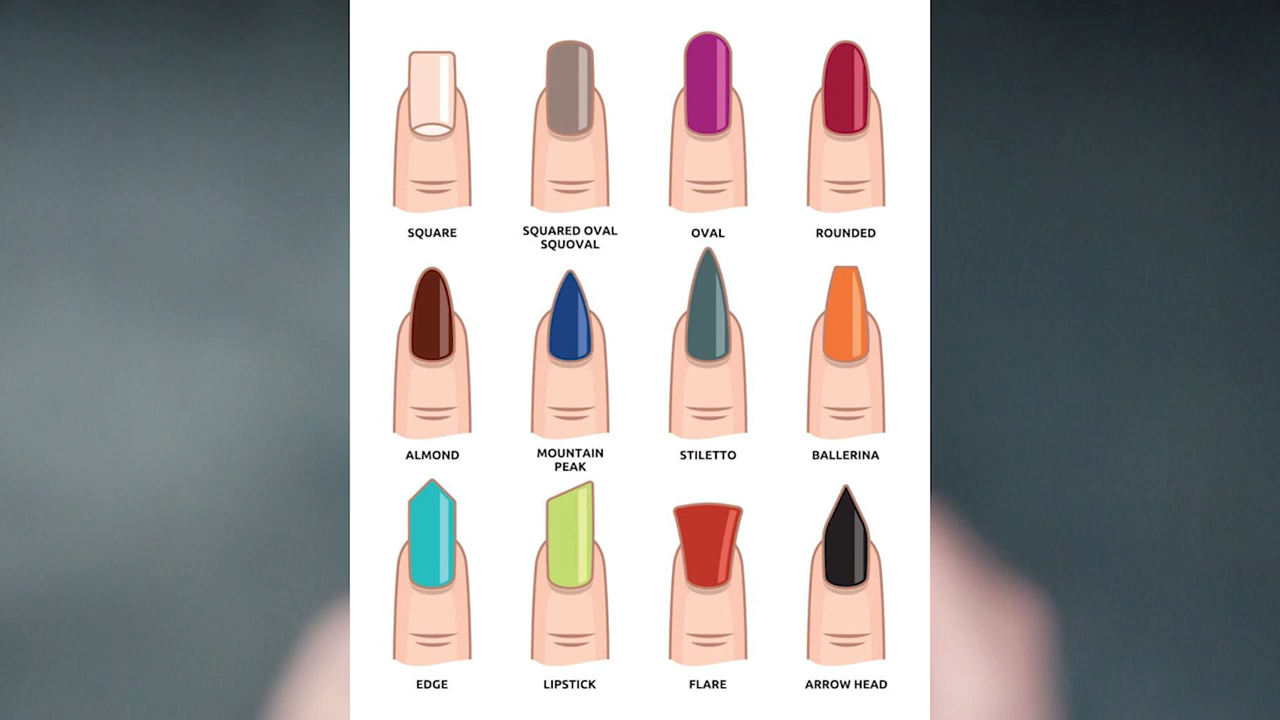 SQUARE
SQUARED OVAL
SQUOVAL
OVAL
ROUNDED
ALMOND
MOUNTAIN
PEAK
STILETTO
BALLERINA
EDGE
LIPSTICK
FLARE
ARROW HEAD